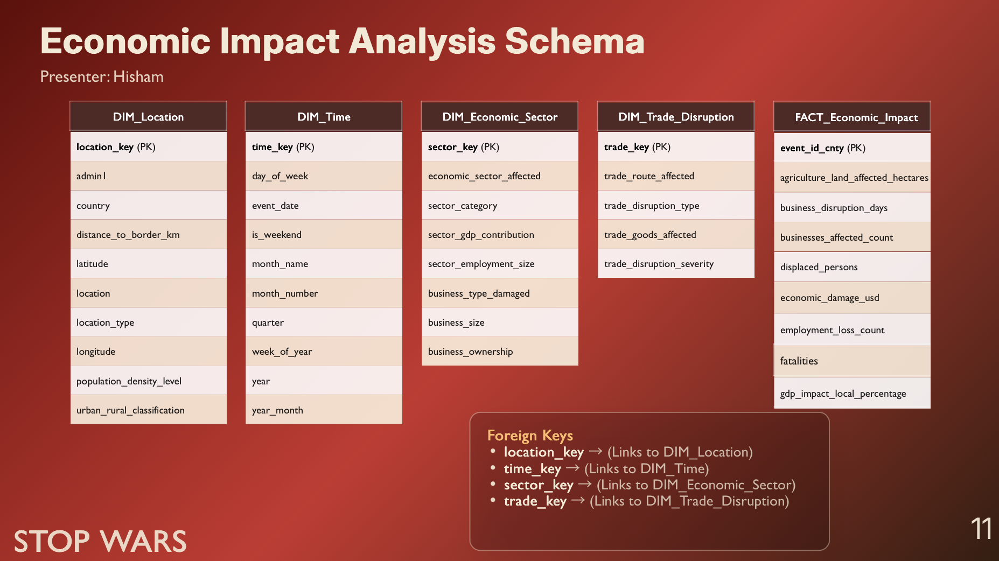 Economic Impact Analysis Schema
Presenter: Hisham
DIM_Location
location_key (PK)
admin1
country
distance_to_border_km
latitude
location
location_type
longitude
population_density_level
urban_rural_classification
DIM_Time
time_key (PK)
day_of_week
event_date
is_weekend
month_name
month_number
quarter
week_of_year
year
year_month
DIM_Economic_Sector
sector_key (PK)
economic_sector_affected
sector_category
sector_gdp_contribution
sector_employment_size
business_type_damaged
business_size
business_ownership
DIM_Trade_Disruption
trade_key (PK)
trade_route_affected
trade_disruption_type
trade_goods_affected
trade_disruption_severity
FACT_Economic_Impact
event_id_cnty (PK)
agriculture_land_affected_hectares
business_disruption_days
businesses_affected_count
displaced_persons
economic_damage_usd
employment_loss_count
fatalities
gdp_impact_local_percentage
Foreign Keys
• location_key → (Links to DIM_Location)
• time_key → (Links to DIM_Time)
• sector_key → (Links to DIM_Economic_Sector)
• trade_key → (Links to DIM_Trade_Disruption)
STOP WARS
11